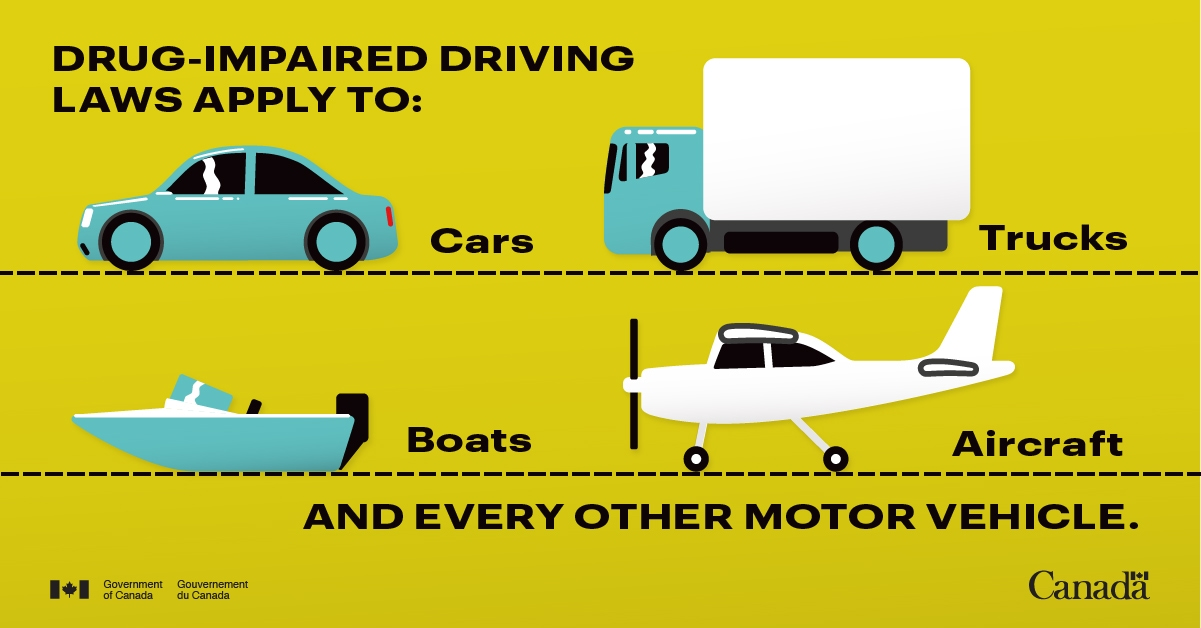 DRUG-IMPAIRED DRIVING
LAWS APPLY TO:
Cars
Trucks
Boats
Aircraft
AND EVERY OTHER MOTOR VEHICLE.
Government
of Canada
Gouvernement
du Canada
Canada